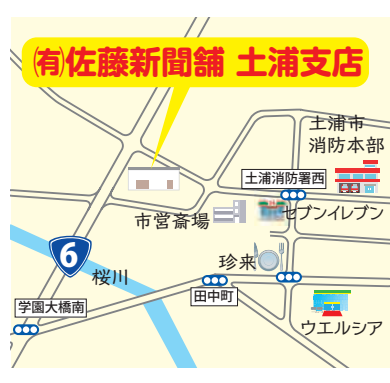 ㈲佐藤新聞舗 土浦支店
土浦市
消防本部
土浦消防署西
セブンイレブン
市営斎場
6
珍来
桜川
田中町
学園大橋南
ウエルシア